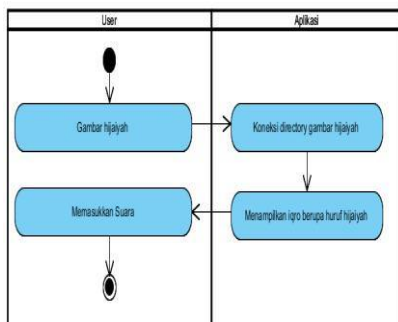 User
Aplikasi
Gambar hijaiyah
Koneksi directory gambar hijaiyah
Memasukkan Suara
Menampilkan iqro berupa huruf hijaiyah